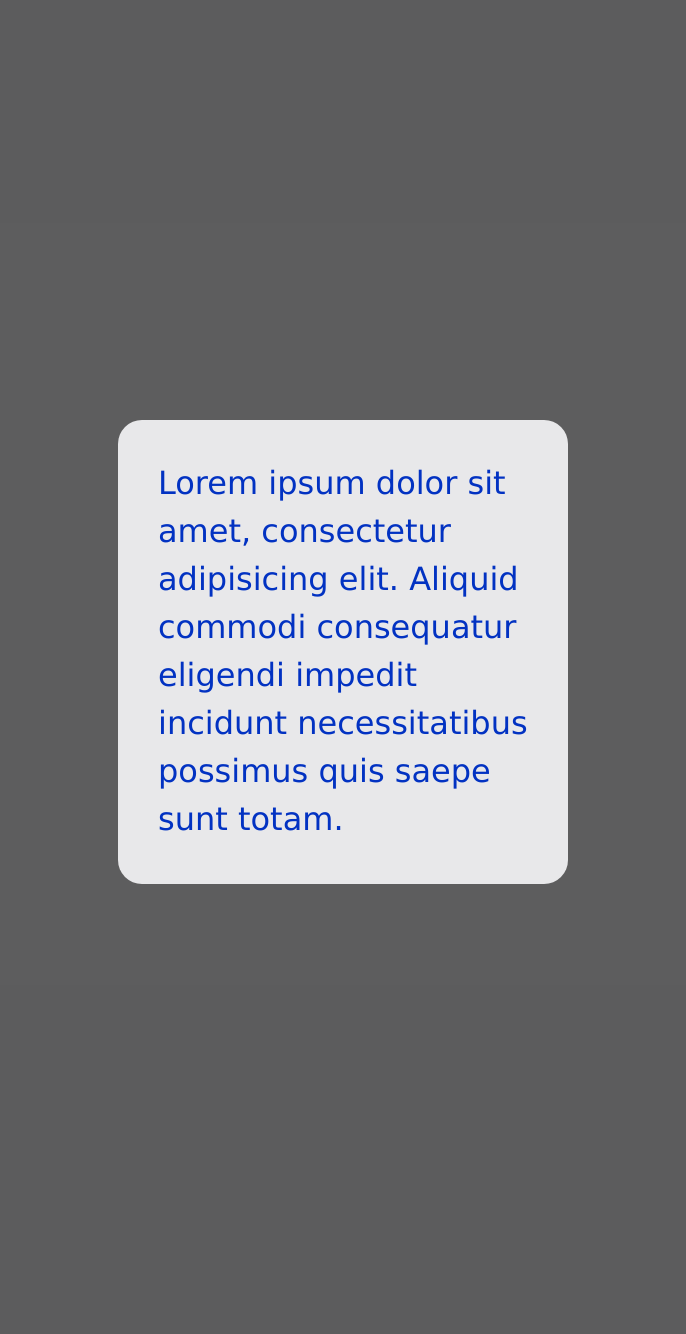 Lorem ipsum dolor sit
amet, consectetur
adipisicing elit. Aliquid
commodi consequatur
eligendi impedit
incidunt necessitatibus
possimus quis saepe
sunt totam.